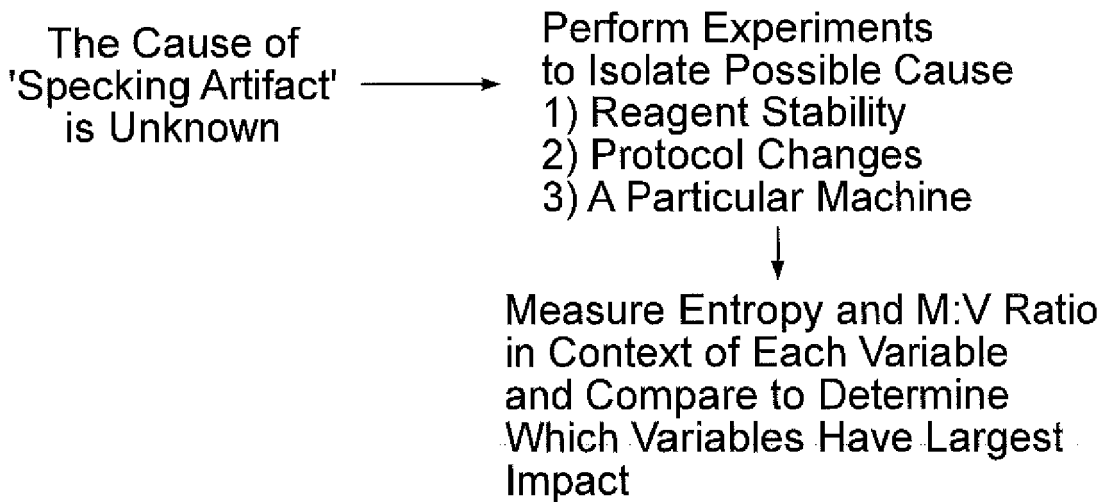 The Cause of
'Specking Artifact'
is Unknown
Perform Experiments
to Isolate Possible Cause
1) Reagent Stability
2) Protocol Changes
3) A Particular Machine
Measure Entropy and M:V Ratio
in Context of Each Variable
and Compare to Determine
Which Variables Have Largest
Impact